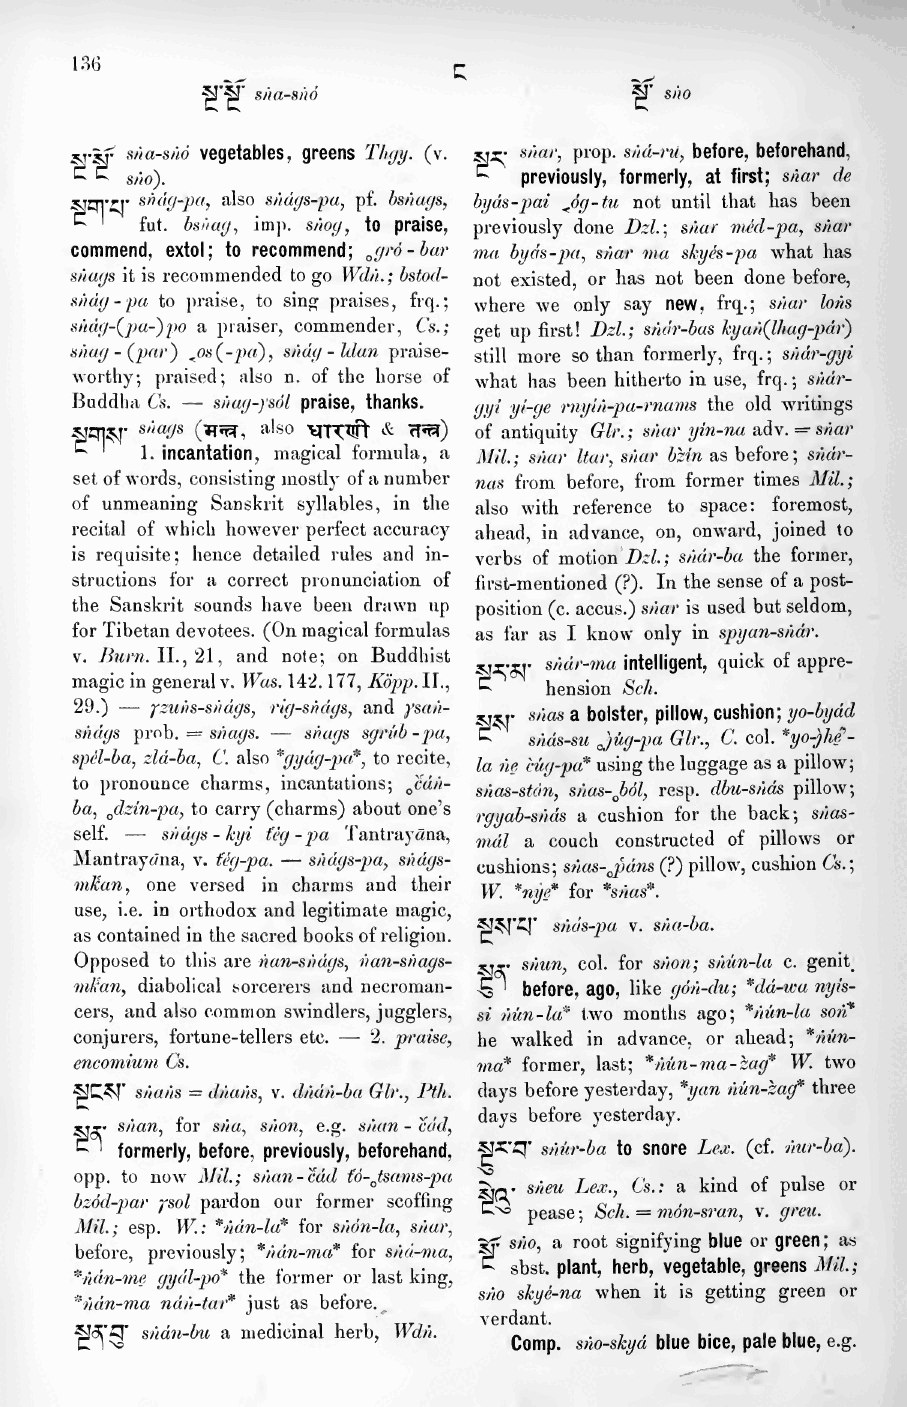 136
ང
སྔ་སྔོ་ sṅa-sṅó
སྔོ་ sṅo
སྔ་སྔོ་ sṅa-sṅó vegetables, greens Thgy. (v.
sṅo).
སྔག་པ་ sṅág-pa, also sṅágs-pa, pf. bsṅags,
fut. bsṅag, imp. sṅog, to praise,
commend, extol; to recommend; ₒgró-bar
sṅags it is recommended to go Wdṅ.; bstod-
sṅág-pa to praise, to sing praises, frq.;
sṅág-(pa-)po a praiser, commender, Cs.;
sṅag-(par) ̨os(-pa), sṅág-ldan praise-
worthy; praised; also n. of the horse of
Buddha Cs. — sṅag-γsól praise, thanks.
སྔགས་ sṅags (मन्त्र, also धारणी & तन्त्र)
1. incantation, magical formula, a
set of words, consisting mostly of a number
of unmeaning Sanskrit syllables, in the
recital of which however perfect accuracy
is requisite; hence detailed rules and in-
structions for a correct pronunciation of
the Sanskrit sounds have been drawn up
for Tibetan devotees. (On magical formulas
v. Burn. II., 21, and note; on Buddhist
magic in general v. Was. 142. 177, Köpp. II.,
29.) — γzuṅs-sṅágs, rig-sṅágs, and γsaṅ-
sṅágs prob. = sṅags. — sṅags sgrúb-pa,
spél-ba, zlá-ba, C. also *gyág-pa*, to recite,
to pronounce charms, incantations; ₒčáṅ-
ba, ₒdzín-pa, to carry (charms) about one's
self. — sṅágs-kyi t̔ég-pa Tantrayāna,
Mantrayāna, v. t̔ég-pa. — sṅágs-pa, sṅágs-
mk̔an, one versed in charms and their
use, i.e. in orthodox and legitimate magic,
as contained in the sacred books of religion.
Opposed to this are ṅan-sṅágs, ṅan-sṅags-
mk̔an, diabolical sorcerers and necroman-
cers, and also common swindlers, jugglers,
conjurers, fortune-tellers etc. — 2. praise,
encomium Cs.
སྔངས་ sṅaṅs = dṅaṅs, v. dṅáṅ-ba Glr., Pth.
སྔན་ sṅan, for sṅa, sṅon, e.g. sṅan-čád,
formerly, before, previously, beforehand,
opp. to now Mil.; sṅan-čád t̔ó-ₒtsams-pa
bzód-par γsol pardon our former scoffing
Mil.; esp. W.: *ṅán-la* for sṅón-la, sṅar,
before, previously; *ṅán-ma* for sṅá-ma,
*ṅán-me̱ gyál-po* the former or last king,
*ṅán-ma náṅ-tar* just as before.
སྔན་བུ་ sṅán-bu a medicinal herb, Wdṅ.
སྔར་ sṅar, prop. sṅá-ru, before, beforehand,
previously, formerly, at first; sṅar de
byás-pai ̨óg-tu not until that has been
previously done Dzl.; sṅar méd-pa, sṅar
ma byás-pa, sṅar ma skyés-pa what has
not existed, or has not been done before,
where we only say new, frq.; sṅar loṅs
get up first! Dzl.; sṅár-bas kyaṅ(lhag-pár)
still more so than formerly, frq.; sṅár-gyi
what has been hitherto in use, frq.; sṅár-
gyi yi-ge rnyiṅ-pa-rnams the old writings
of antiquity Glr.; sṅar yin-na adv. = sṅar
Mil.; sṅar ltar, sṅar bžin as before; sṅár-
nas from before, from former times Mil.;
also with reference to space: foremost,
ahead, in advance, on, onward, joined to
verbs of motion Dzl.; sṅár-ba the former,
first-mentioned (?). In the sense of a post-
position (c. accus.) sṅar is used but seldom,
as far as I know only in spyan-sṅár.
སྔར་མ་ sṅár-ma intelligent, quick of appre-
hension Sch.
སྔས་ sṅas a bolster, pillow, cushion; yo-byád
sṅás-su ₒjúg-pa Glr., C. col. *yo-jhé̱-
la ṅe̱ čúg-pa* using the luggage as a pillow;
sṅas-stán, sṅas-ₒból, resp. dbu-sṅás pillow;
rgyab-sṅás a cushion for the back; sṅas-
mál a couch constructed of pillows or
cushions; sṅas-ₒp̔áṅs (?) pillow, cushion Cs.;
W. *nye̱* for *sṅas*.
སྔས་པ་ sṅás-pa v. sṅa-ba.
སྔུན་ sṅun, col. for sṅon; sṅún-la c. genit.
before, ago, like góṅ-du; *dá-wa nyis-
si ṅún-la* two months ago; *ṅún-la soṅ*
he walked in advance, or ahead; *ṅún-
ma* former, last; *ṅún-ma-žag* W. two
days before yesterday, *yan ṅún-žag* three
days before yesterday.
སྔུར་བ་ sṅúr-ba to snore Lex. (cf. ṅur-ba).
སྔེའུ་ sṅeu Lex., Cs.: a kind of pulse or
pease; Sch. = món-sran, v. greu.
སྔོ་ sṅo, a root signifying blue or green; as
sbst. plant, herb, vegetable, greens Mil.;
sṅo skyé-na when it is getting green or
verdant.
Comp. sṅo-skyá blue bice, pale blue, e.g.